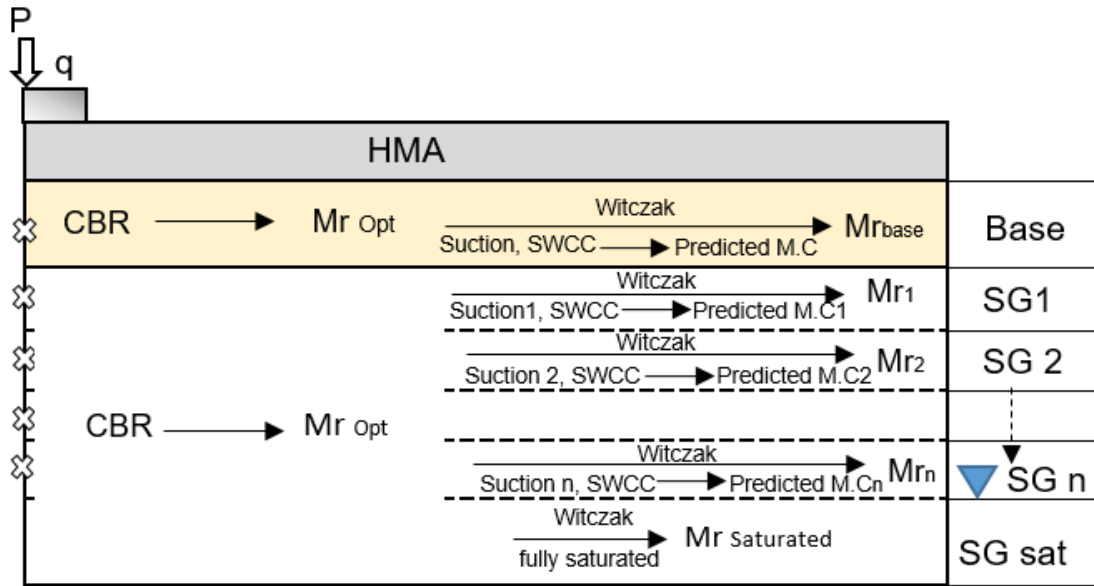 P
q
HMA
CBR Mr Opt Witczak Mrbase Base
Suction, SWCC Predicted M.C
Witczak Mr1 SG1
Suction1, SWCC Predicted M.C1
Witczak Mr2 SG 2
Suction 2, SWCC Predicted M.C2
CBR Mr Opt
Witczak Mrn SG n
Suction n, SWCC Predicted M.Cn
Witczak Mr Saturated SG sat
fully saturated